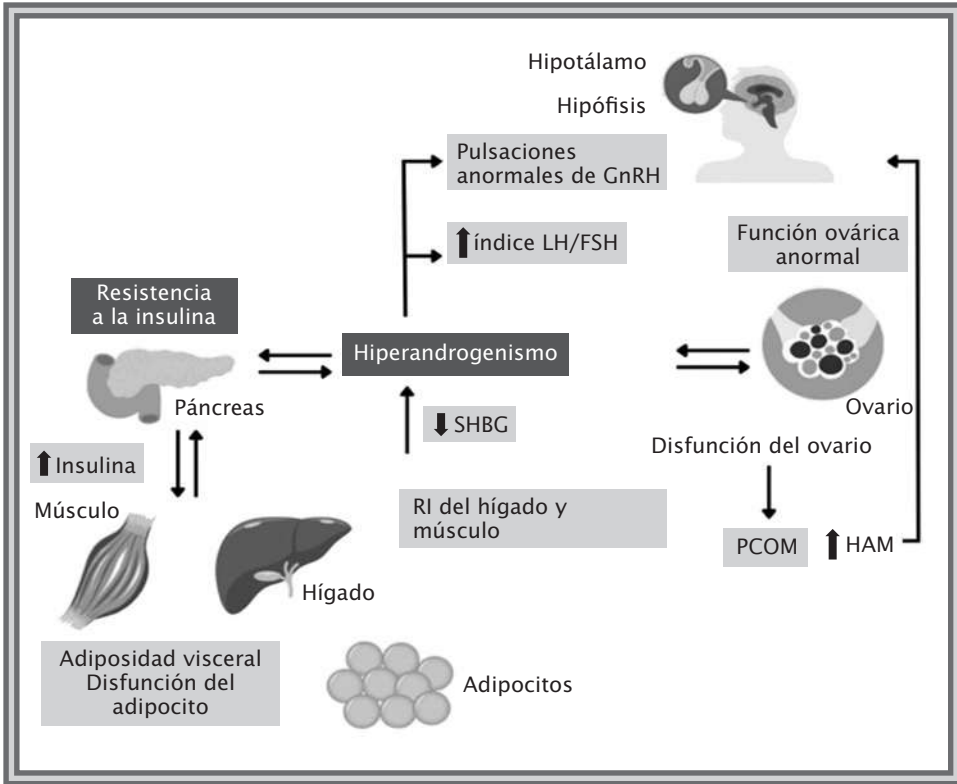 Hipotálamo
Hipófisis
Pulsaciones
anormales de GnRH
índice LH/FSH
Función ovárica
anormal
Resistencia
a la insulina
Hiperandrogenismo
Páncreas
Ovario
SHBG
Disfunción del ovario
Insulina
Músculo
RI del hígado y
músculo
PCOM
HAM
Hígado
Adiposidad visceral
Disfunción del
adipocito
Adipocitos